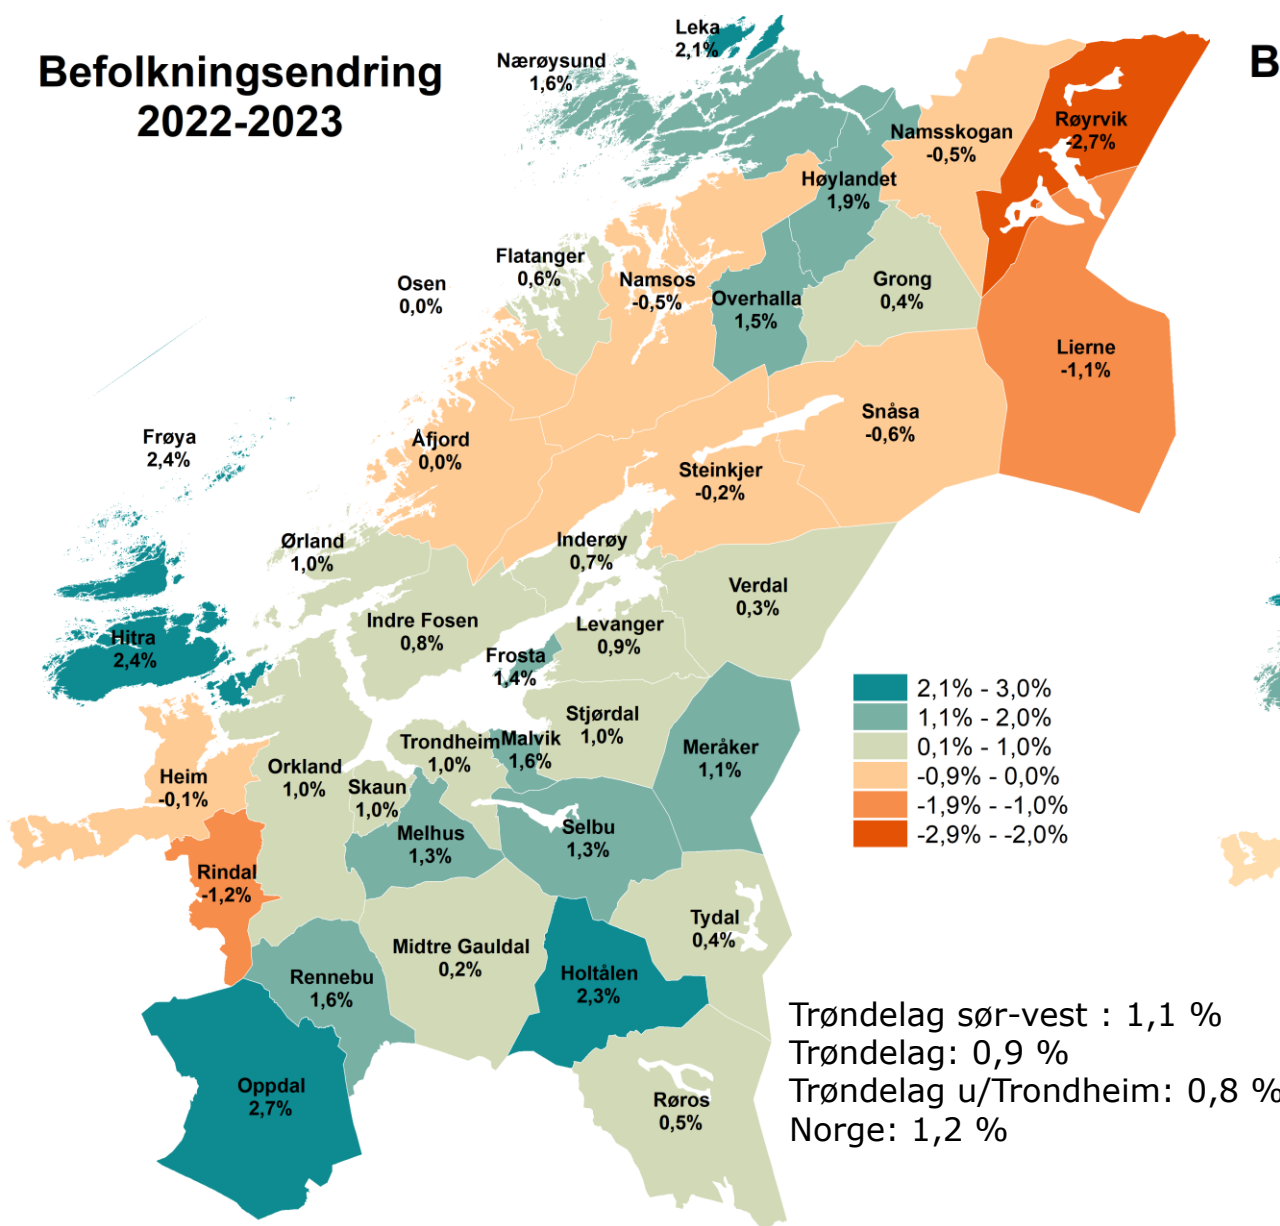 Befolkningsendring
2022-2023
B
Leka
2,1%
Nærøysund
1,6%
Røyrvik
-2,7%
Namsskogan
-0,5%
Høylandet
1,9%
Flatanger
0,6%
Osen
0,0%
Namsos
-0,5%
Overhalla
1,5%
Grong
0,4%
Lierne
-1,1%
Snåsa
-0,6%
Frøya
2,4%
Åfjord
0,0%
Steinkjer
-0,2%
Ørland
1,0%
Inderøy
0,7%
Verdal
0,3%
Indre Fosen
0,8%
Levanger
0,9%
Hitra
2,4%
Frosta
1,4%
Stjørdal
1,0%
Trondheim
1,0%
Malvik
1,6%
Meråker
1,1%
Heim
-0,1%
Orkland
1,0%
Skaun
1,0%
Melhus
1,3%
Selbu
1,3%
Rindal
-1,2%
Tydal
0,4%
Midtre Gauldal
0,2%
Rennebu
1,6%
Holtålen
2,3%
Oppdal
2,7%
Røros
0,5%
2,1% - 3,0%
1,1% - 2,0%
0,1% - 1,0%
-0,9% - 0,0%
-1,9% - -1,0%
-2,9% - -2,0%
Trøndelag sør-vest : 1,1 %
Trøndelag: 0,9 %
Trøndelag u/Trondheim: 0,8 %
Norge: 1,2 %